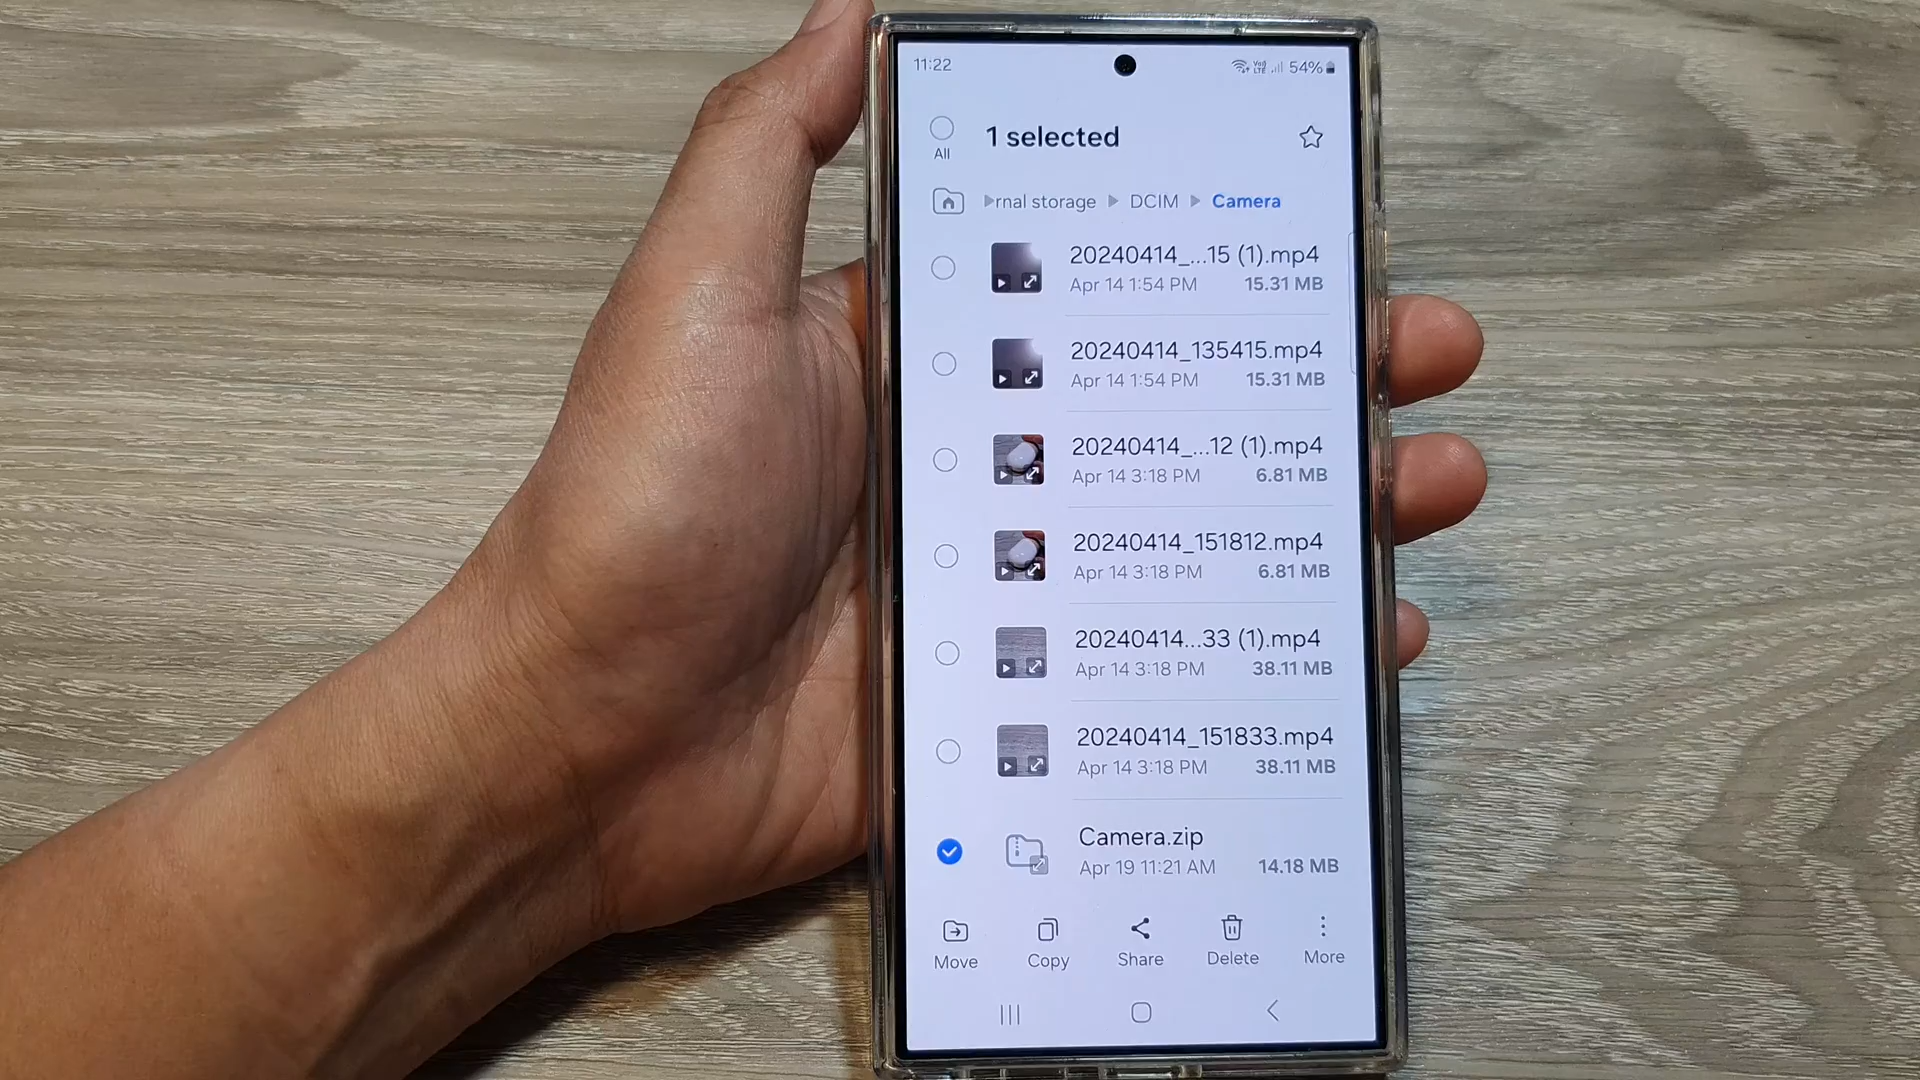 11:22 Vo) LTE 54%
1 selected
All
rnal storage DCIM Camera
20240414_...15 (1).mp4
Apr 14 1:54 PM 15.31 MB
20240414_135415.mp4
Apr 14 1:54 PM 15.31 MB
20240414_...12 (1).mp4
Apr 14 3:18 PM 6.81 MB
20240414_151812.mp4
Apr 14 3:18 PM 6.81 MB
20240414...33 (1).mp4
Apr 14 3:18 PM 38.11 MB
20240414_151833.mp4
Apr 14 3:18 PM 38.11 MB
Camera.zip
Apr 19 11:21 AM 14.18 MB
Move Copy Share Delete More